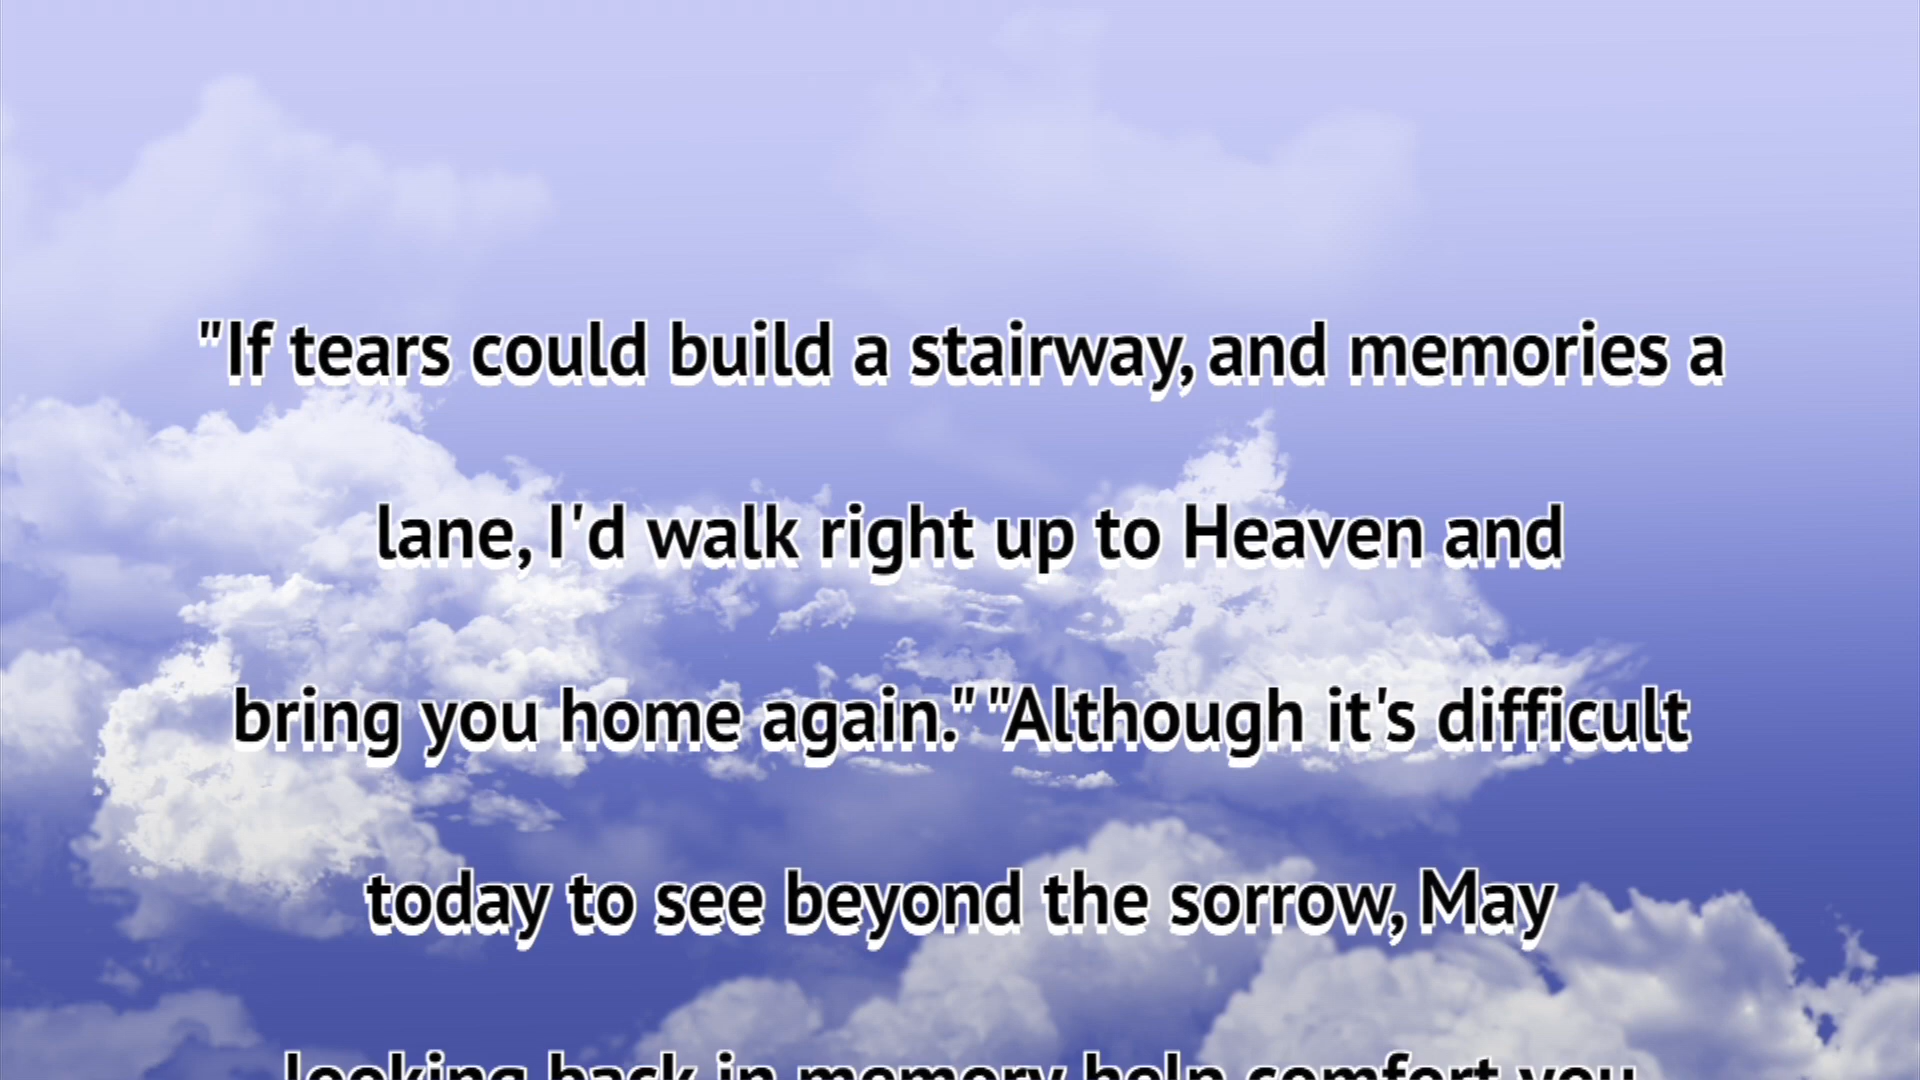 "If tears could build a stairway, and memories a
lane, I'd walk right up to Heaven and
bring you home again." "Although it's difficult
today to see beyond the sorrow, May
looking back in memory help comfort you